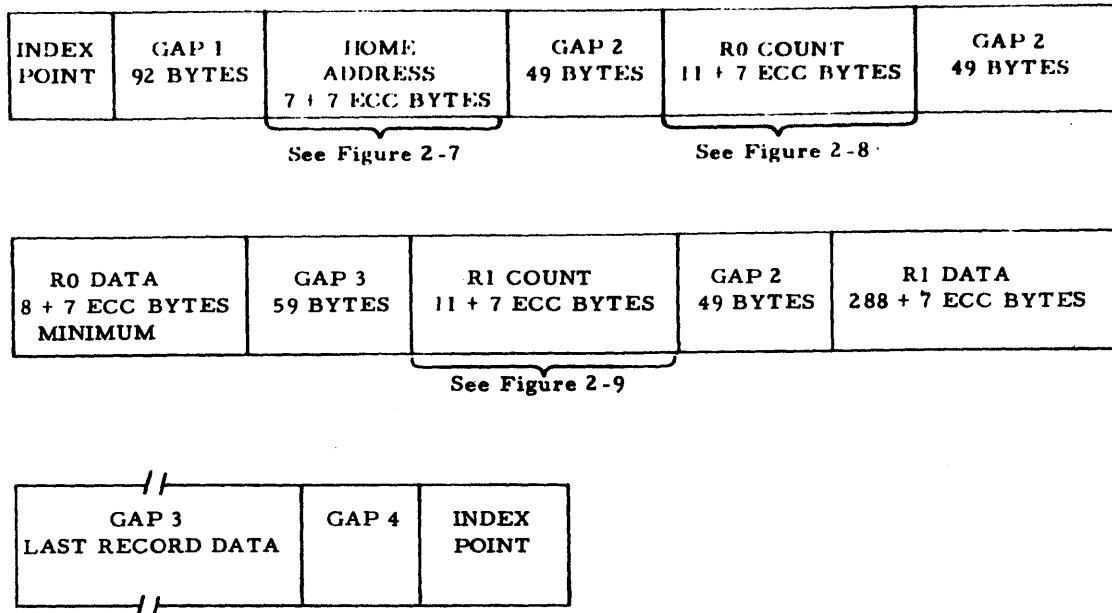 INDEX POINT
GAP 1
92 BYTES
HOME ADDRESS
7 + 7 ECC BYTES
GAP 2
49 BYTES
R0 COUNT
11 + 7 ECC BYTES
GAP 2
49 BYTES
See Figure 2-7
See Figure 2-8
R0 DATA
8 + 7 ECC BYTES
MINIMUM
GAP 3
59 BYTES
R1 COUNT
11 + 7 ECC BYTES
GAP 2
49 BYTES
R1 DATA
288 + 7 ECC BYTES
See Figure 2-9
GAP 3
LAST RECORD DATA
GAP 4
INDEX
POINT